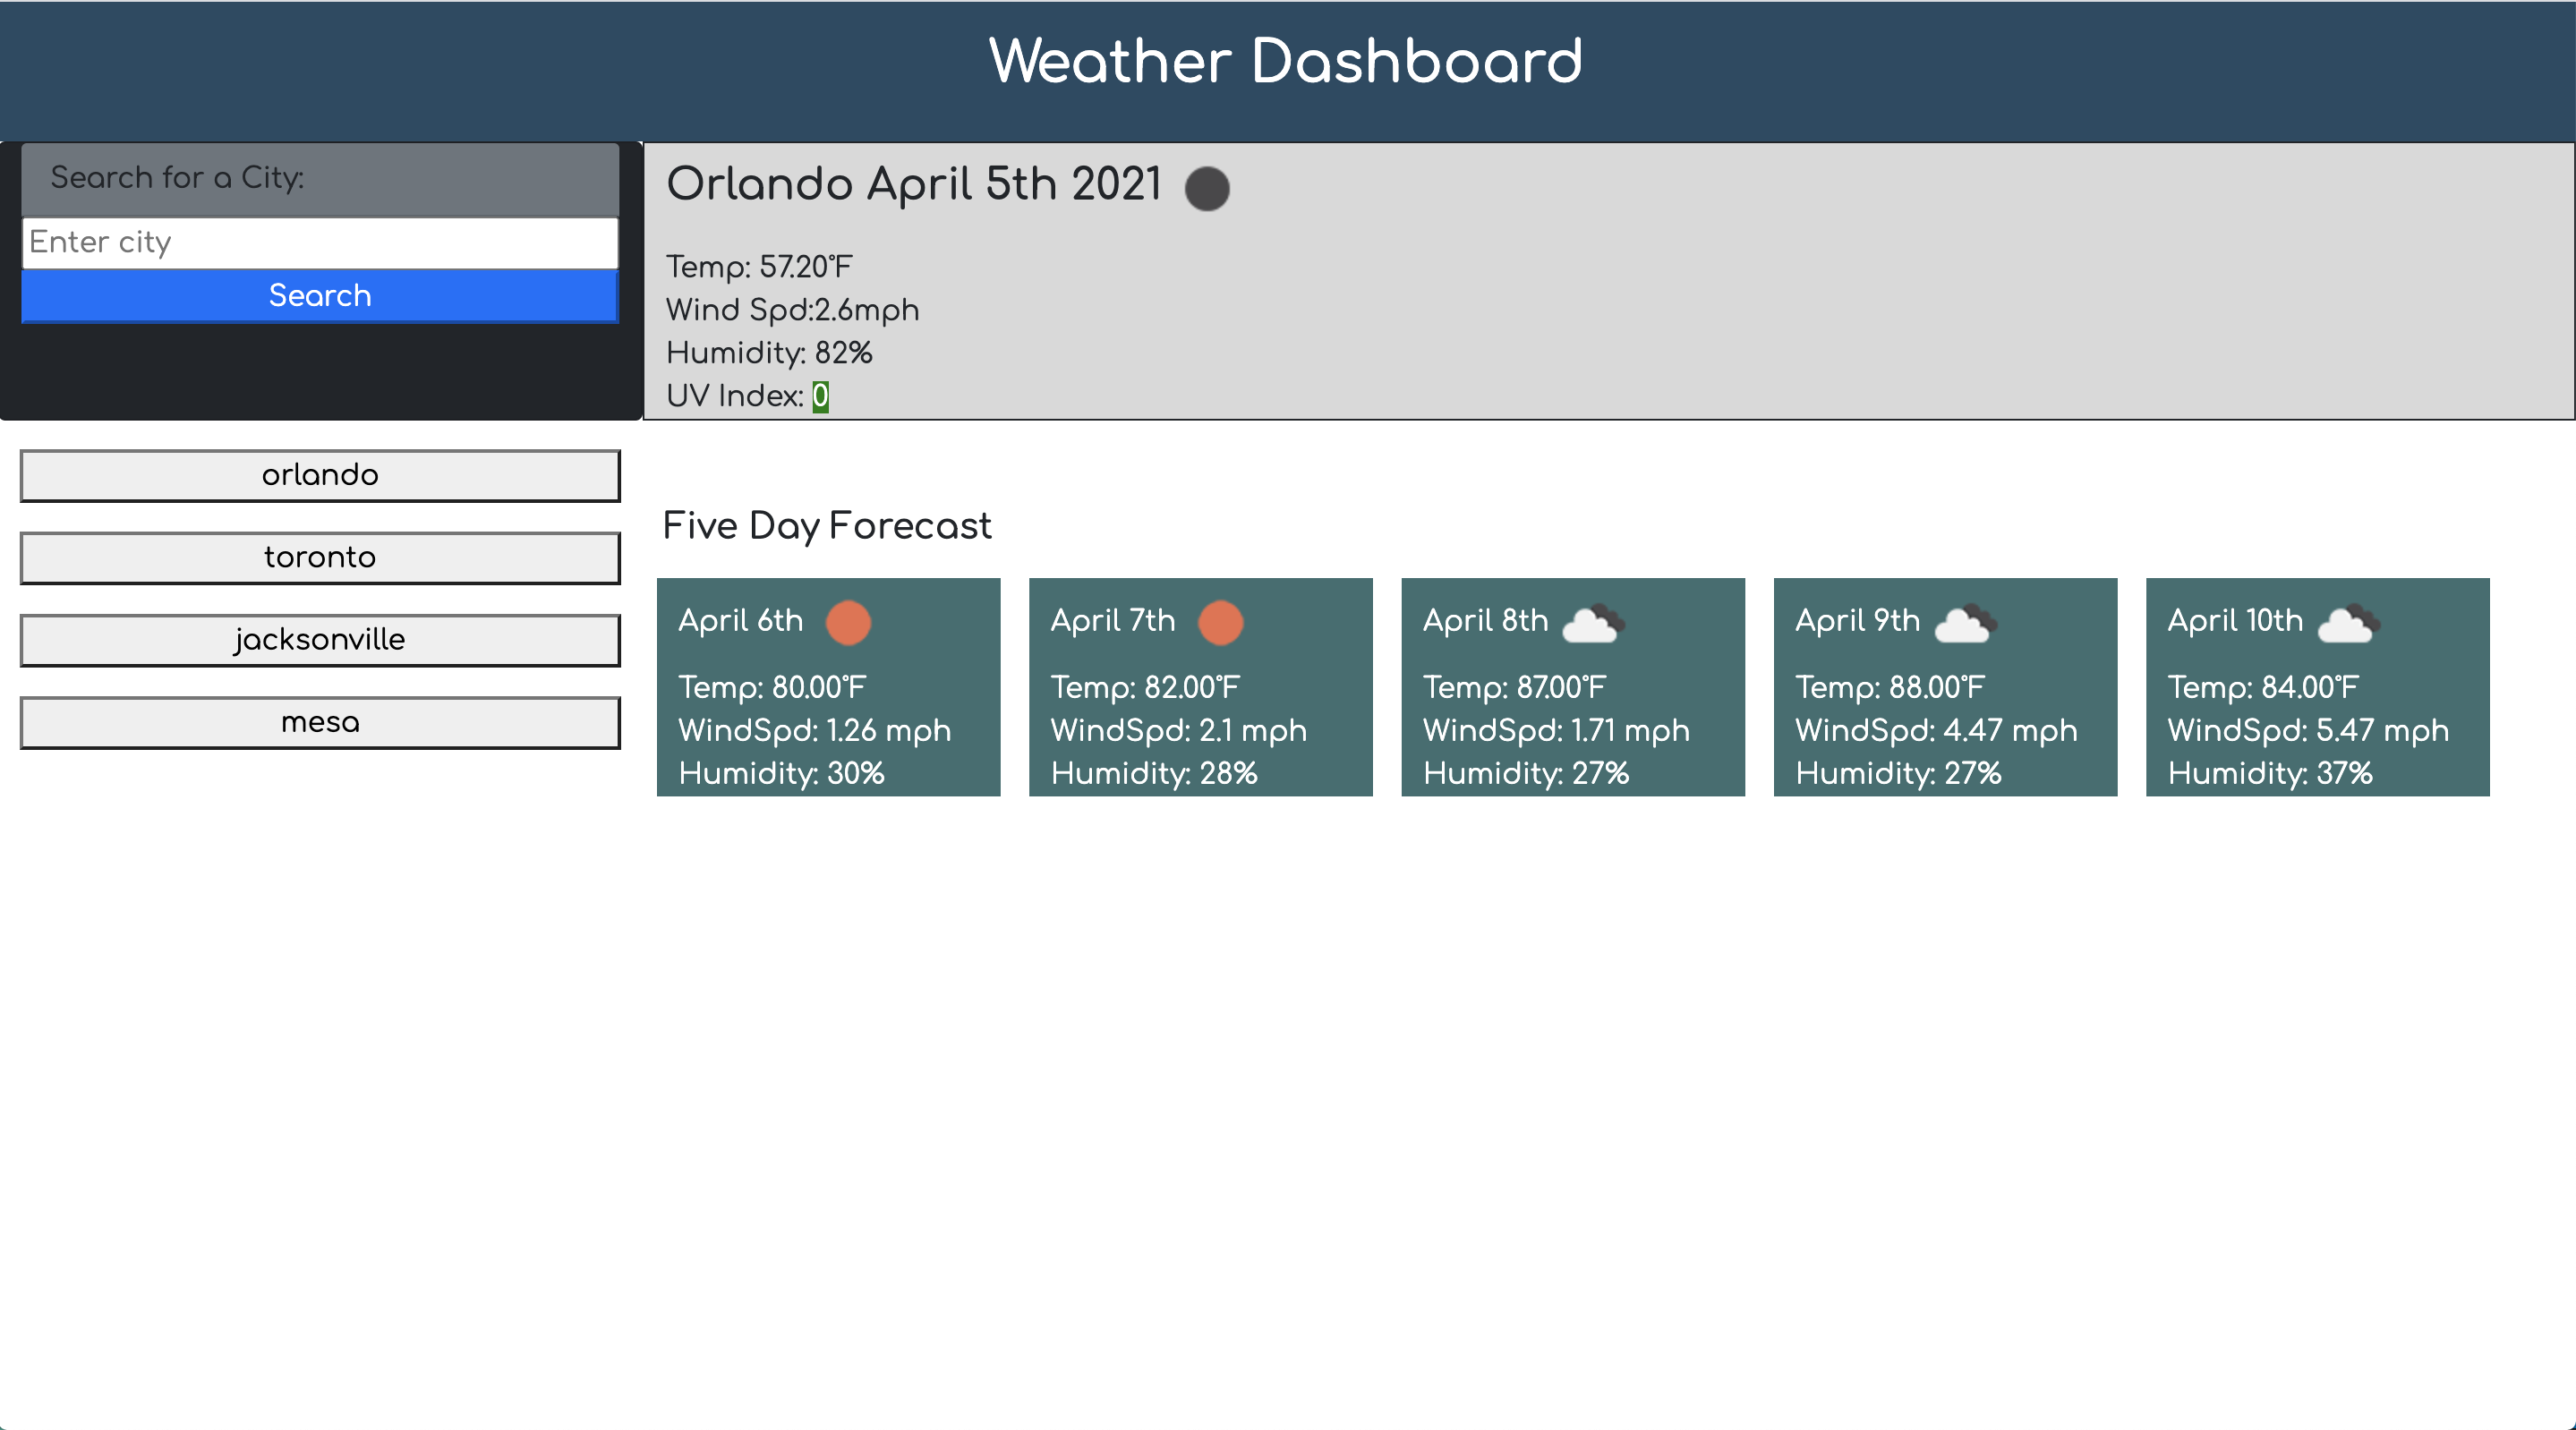 Weather Dashboard
Search for a City:
Enter city
Search
Orlando April 5th 2021
Temp: 57.20°F
Wind Spd:2.6mph
Humidity: 82%
UV Index: 0
orlando
toronto
jacksonville
mesa
Five Day Forecast
April 6th
Temp: 80.00°F
WindSpd: 1.26 mph
Humidity: 30%
April 7th
Temp: 82.00°F
WindSpd: 2.1 mph
Humidity: 28%
April 8th
Temp: 87.00°F
WindSpd: 1.71 mph
Humidity: 27%
April 9th
Temp: 88.00°F
WindSpd: 4.47 mph
Humidity: 27%
April 10th
Temp: 84.00°F
WindSpd: 5.47 mph
Humidity: 37%